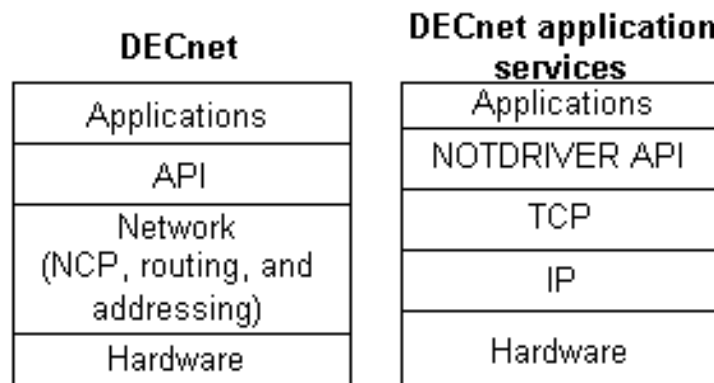 DECnet
Applications
API
Network
(NCP, routing, and
addressing)
Hardware
DECnet application
services
Applications
NOTDRIVER API
TCP
IP
Hardware